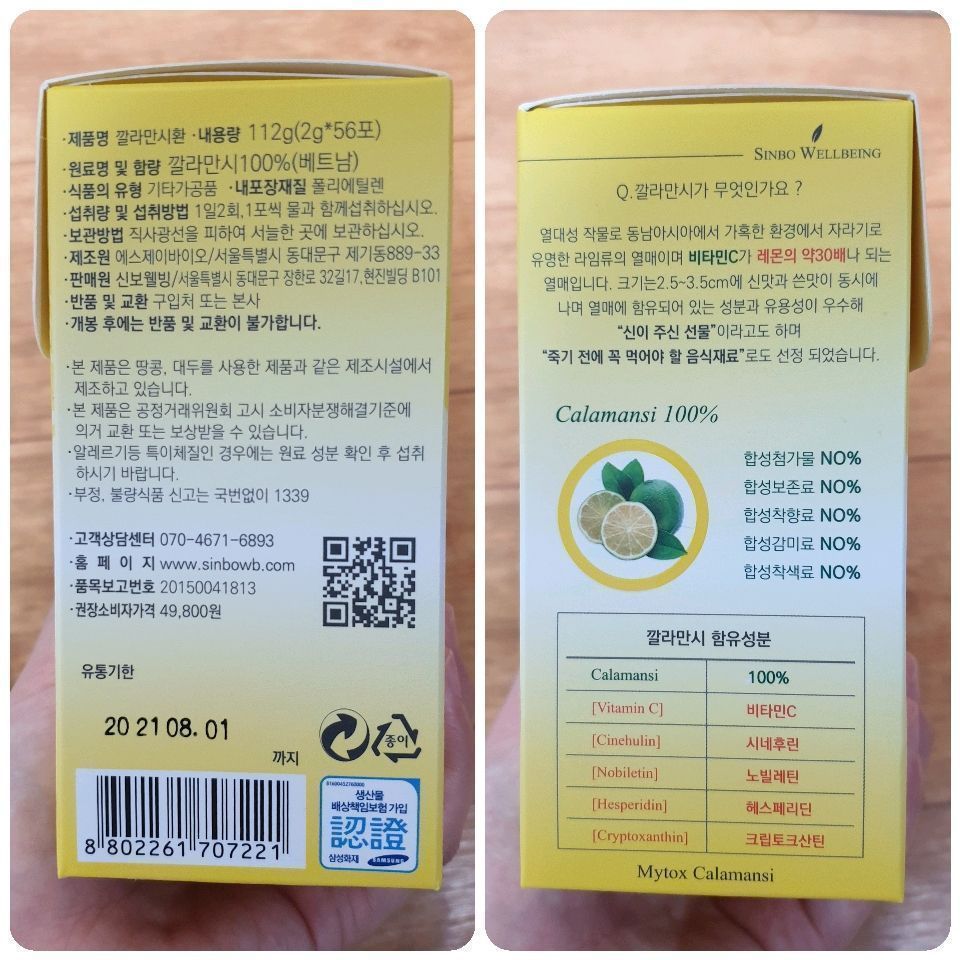 ·제품명 깔라만시환 ·내용량 112g(2g*56포)
·원료명 및 함량 깔라만시100%(베트남)
·식품의 유형 기타가공품 ·내포장재질 폴리에틸렌
·섭취량 및 섭취방법 1일2회,1포씩 물과 함께섭취하십시오.
·보관방법 직사광선을 피하여 서늘한 곳에 보관하십시오.
·제조원 에스제이바이오/서울특별시 동대문구 제기동889-33
·판매원 신보웰빙/서울특별시 동대문구 장한로 32길17,현진빌딩 B101
·반품 및 교환 구입처 또는 본사
·개봉 후에는 반품 및 교환이 불가합니다.
·본 제품은 땅콩, 대두를 사용한 제품과 같은 제조시설에서
제조하고 있습니다.
·본 제품은 공정거래위원회 고시 소비자분쟁해결기준에
의거 교환 또는 보상받을 수 있습니다.
·알레르기등 특이체질인 경우에는 원료 성분 확인 후 섭취
하시기 바랍니다.
·부정, 불량식품 신고는 국번없이 1339
·고객상담센터 070-4671-6893
·홈 페 이 지 www.sinbowb.com
·품목보고번호 20150041813
·권장소비자가격 49,800원
유통기한
20 21 08. 01
까지
종이
8 802261 707221
생산물
배상책임보험 가입
認證
삼성화재 SAMSUNG
SINBO WELLBEING
Q.깔라만시가 무엇인가요 ?
열대성 작물로 동남아시아에서 가혹한 환경에서 자라기로
유명한 라임류의 열매이며 비타민C가 레몬의 약30배나 되는
열매입니다. 크기는2.5~3.5cm에 신맛과 쓴맛이 동시에
나며 열매에 함유되어 있는 성분과 유용성이 우수해
“신이 주신 선물”이라고도 하며
“죽기 전에 꼭 먹어야 할 음식재료”로도 선정 되었습니다.
Calamansi 100%
합성첨가물 NO%
합성보존료 NO%
합성착향료 NO%
합성감미료 NO%
합성착색료 NO%
깔라만시 함유성분
Calamansi 100%
[Vitamin C] 비타민C
[Cinehulin] 시네후린
[Nobiletin] 노빌레틴
[Hesperidin] 헤스페리딘
[Cryptoxanthin] 크립토크산틴
Mytox Calamansi